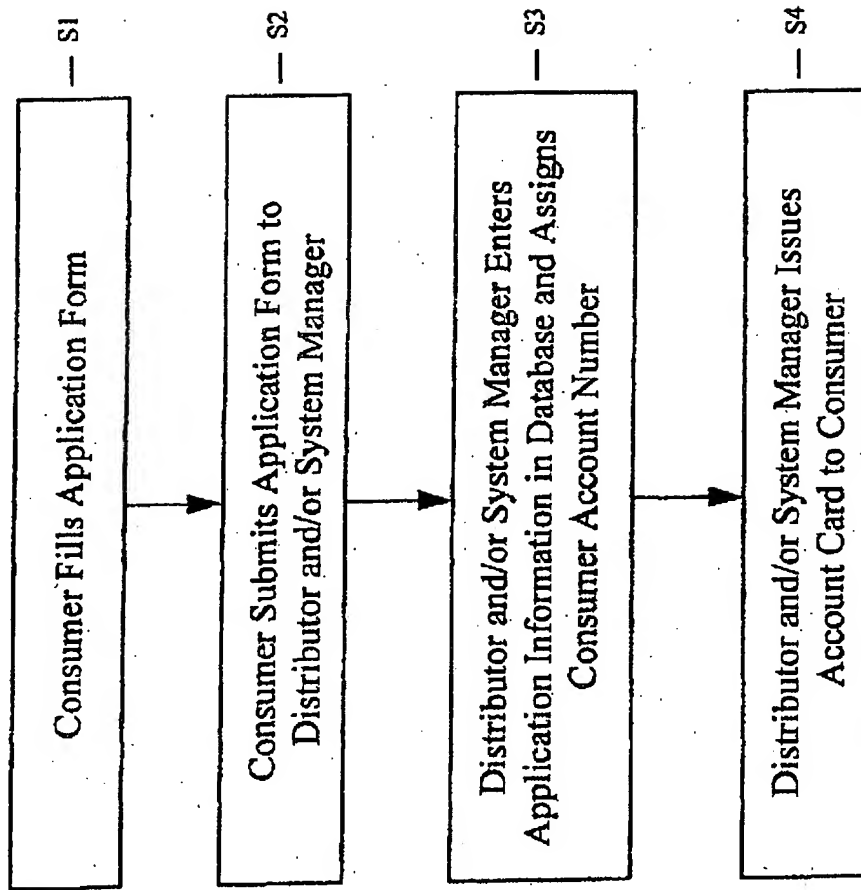 Consumer Fills Application Form
— S1
Consumer Submits Application Form to
Distributor and/or System Manager
— S2
Distributor and/or System Manager Enters
Application Information in Database and Assigns
Consumer Account Number
— S3
Distributor and/or System Manager Issues
Account Card to Consumer
— S4